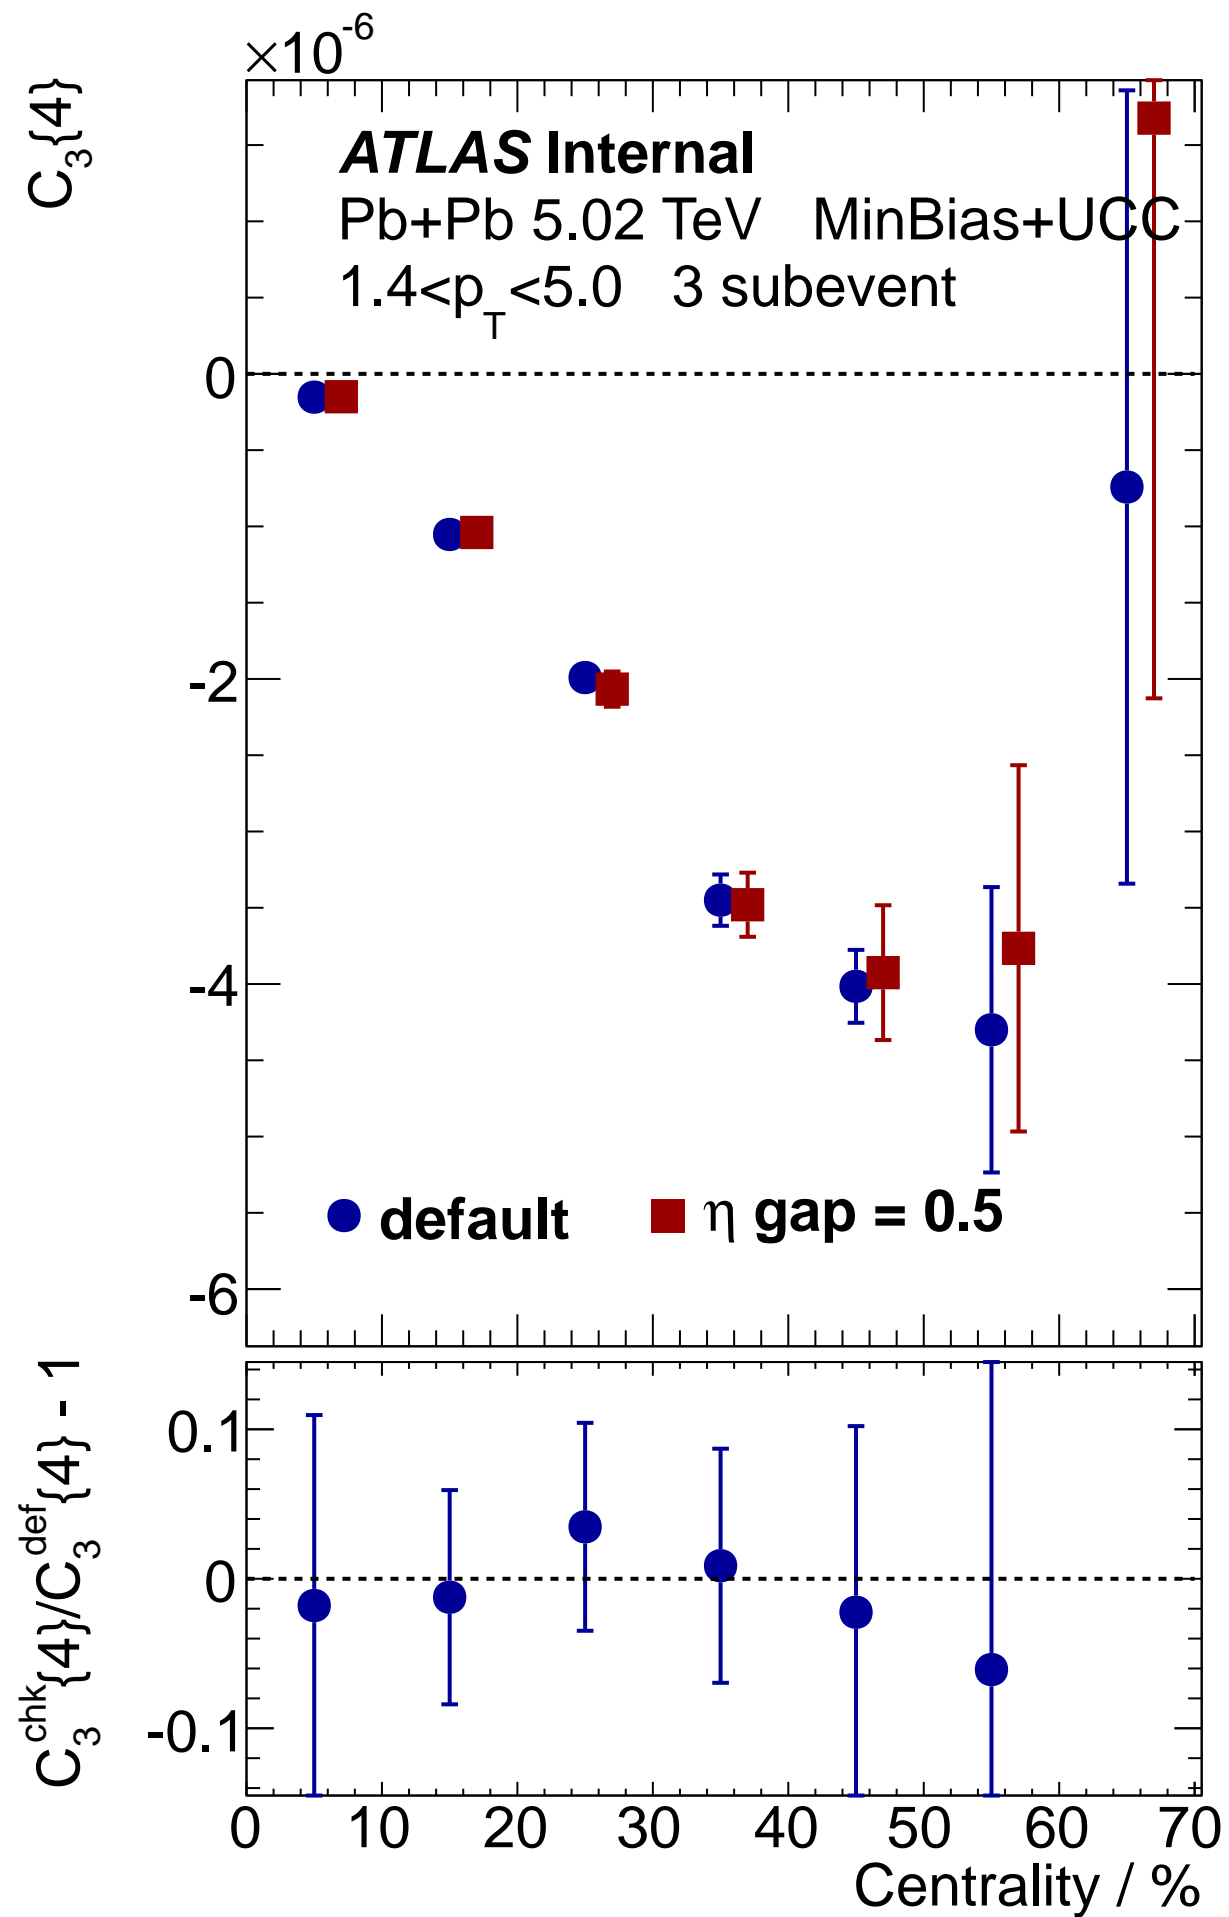 ×10⁻⁶
C₃{4}
ATLAS Internal
Pb+Pb 5.02 TeV MinBias+UCC
1.4<p_T<5.0 3 subevent
0
-2
-4
-6
default
η gap = 0.5
C₃^chk{4}/C₃^def{4} - 1
0.1
0
-0.1
0 10 20 30 40 50 60 70
Centrality / %